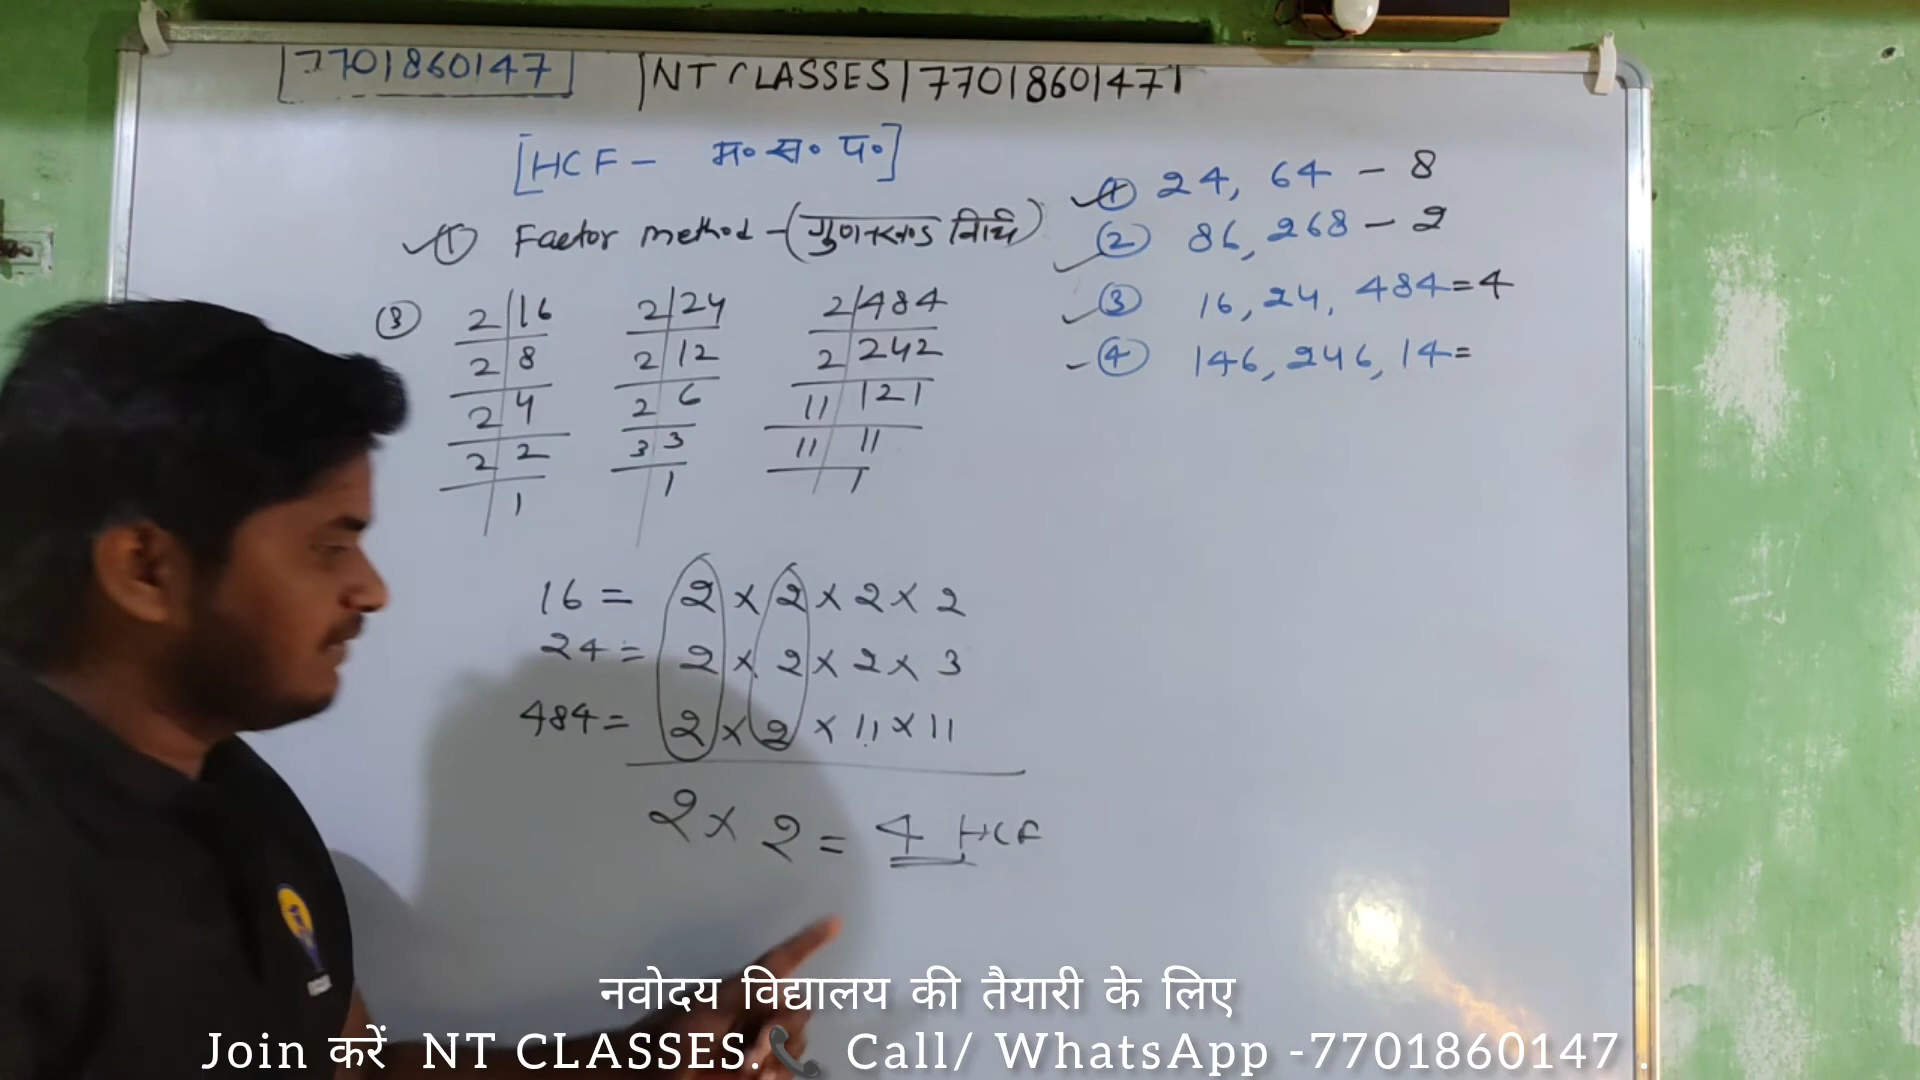 7701860147 |NT CLASSES|7701860147|
[HCF - म० स० प०]
① Factor method - (गुणनखण्ड विधि)
① 24, 64 - 8
② 86, 268 - 2
③ 16, 24, 484 = 4
④ 146, 246, 14 =
③ 2|16 2|24 2|484
2|8 2|12 2|242
2|4 2|6 11|121
2|2 3|3 11|11
1 1 1
16 = 2 × 2 × 2 × 2
24 = 2 × 2 × 2 × 3
484 = 2 × 2 × 11 × 11
2 × 2 = 4 HCF
नवोदय विद्यालय की तैयारी के लिए
Join करें NT CLASSES.📞 Call/ WhatsApp -7701860147 .